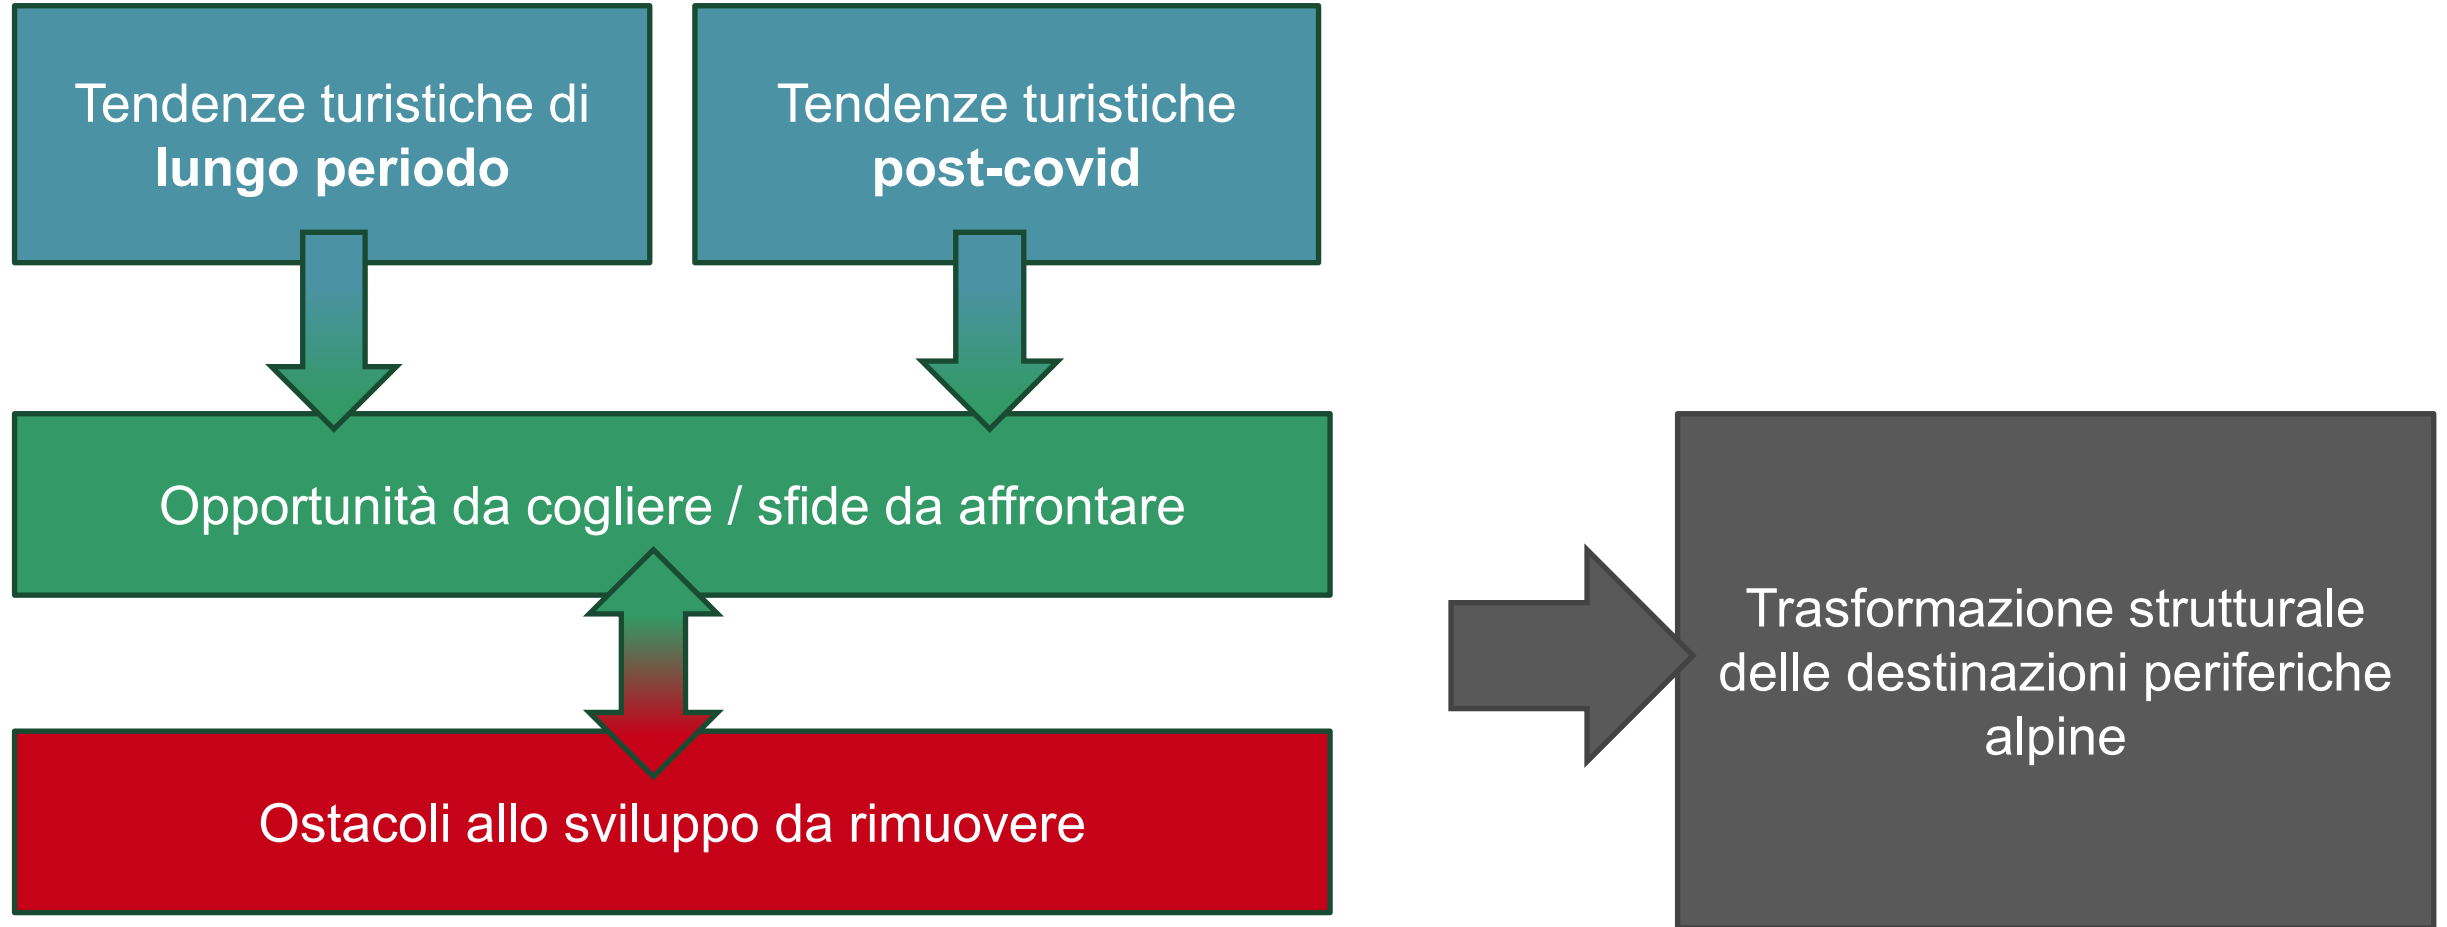 Tendenze turistiche di
lungo periodo
Tendenze turistiche
post-covid
Opportunità da cogliere / sfide da affrontare
Ostacoli allo sviluppo da rimuovere
Trasformazione strutturale
delle destinazioni periferiche
alpine